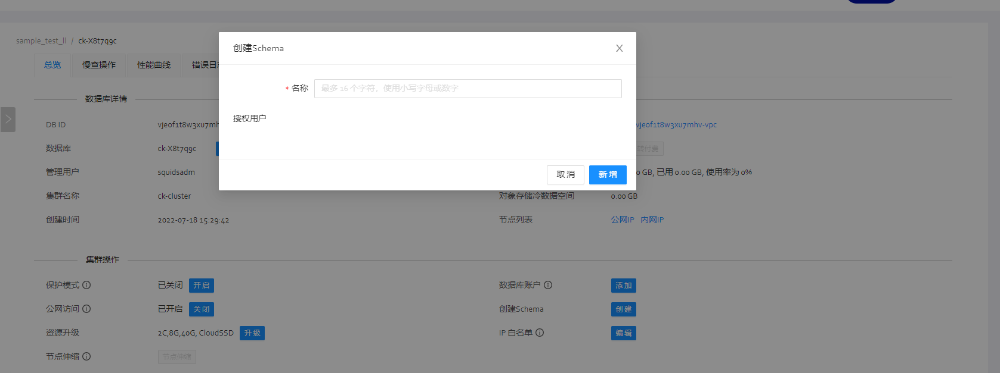 sample_test_ll / ck-X8t7q9c
总览 慢查操作 性能曲线 错误日
创建Schema
* 名称 最多 16 个字符，使用小写字母或数字
授权用户
取 消 新 增
数据库详情
DB ID vjeof1t8w3xu7mh vjeof1t8w3xu7mhv-vpc
数据库 ck-X8t7q9c 转付费
管理用户 squidsadm 0 GB, 已用 0.00 GB, 使用率为 0%
集群名称 ck-cluster 对象存储冷数据空间 0.00 GB
创建时间 2022-07-18 15:29:42 节点列表 公网IP 内网IP
集群操作
保护模式 已关闭 开启 数据库账户 添加
公网访问 已开启 关闭 创建Schema 创建
资源升级 2C,8G,40G, CloudSSD 升级 IP 白名单 编辑
节点伸缩 节点伸缩